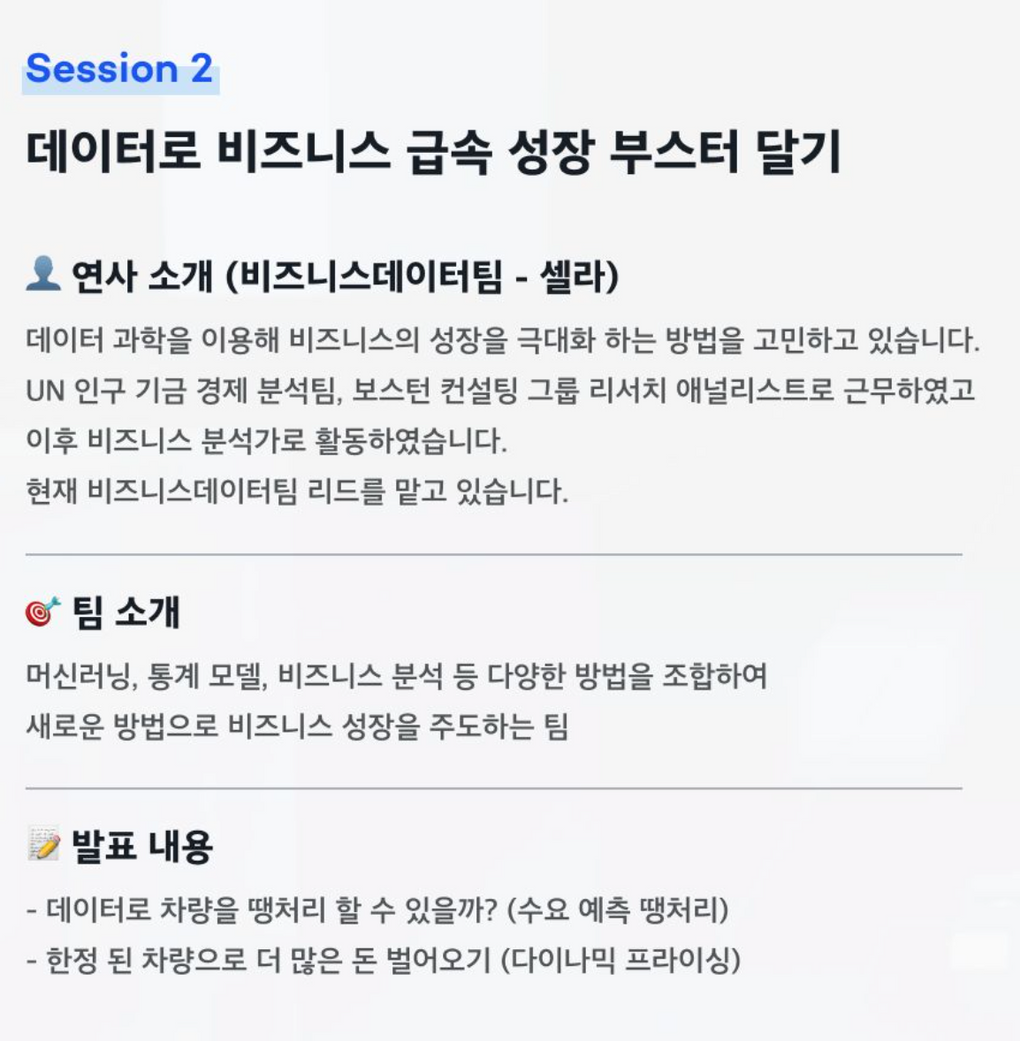 Session 2
데이터로 비즈니스 급속 성장 부스터 달기
👤 연사 소개 (비즈니스데이터팀 - 셀라)
데이터 과학을 이용해 비즈니스의 성장을 극대화 하는 방법을 고민하고 있습니다.
UN 인구 기금 경제 분석팀, 보스턴 컨설팅 그룹 리서치 애널리스트로 근무하였고
이후 비즈니스 분석가로 활동하였습니다.
현재 비즈니스데이터팀 리드를 맡고 있습니다.
🎯 팀 소개
머신러닝, 통계 모델, 비즈니스 분석 등 다양한 방법을 조합하여
새로운 방법으로 비즈니스 성장을 주도하는 팀
📝 발표 내용
- 데이터로 차량을 땡처리 할 수 있을까? (수요 예측 땡처리)
- 한정 된 차량으로 더 많은 돈 벌어오기 (다이나믹 프라이싱)